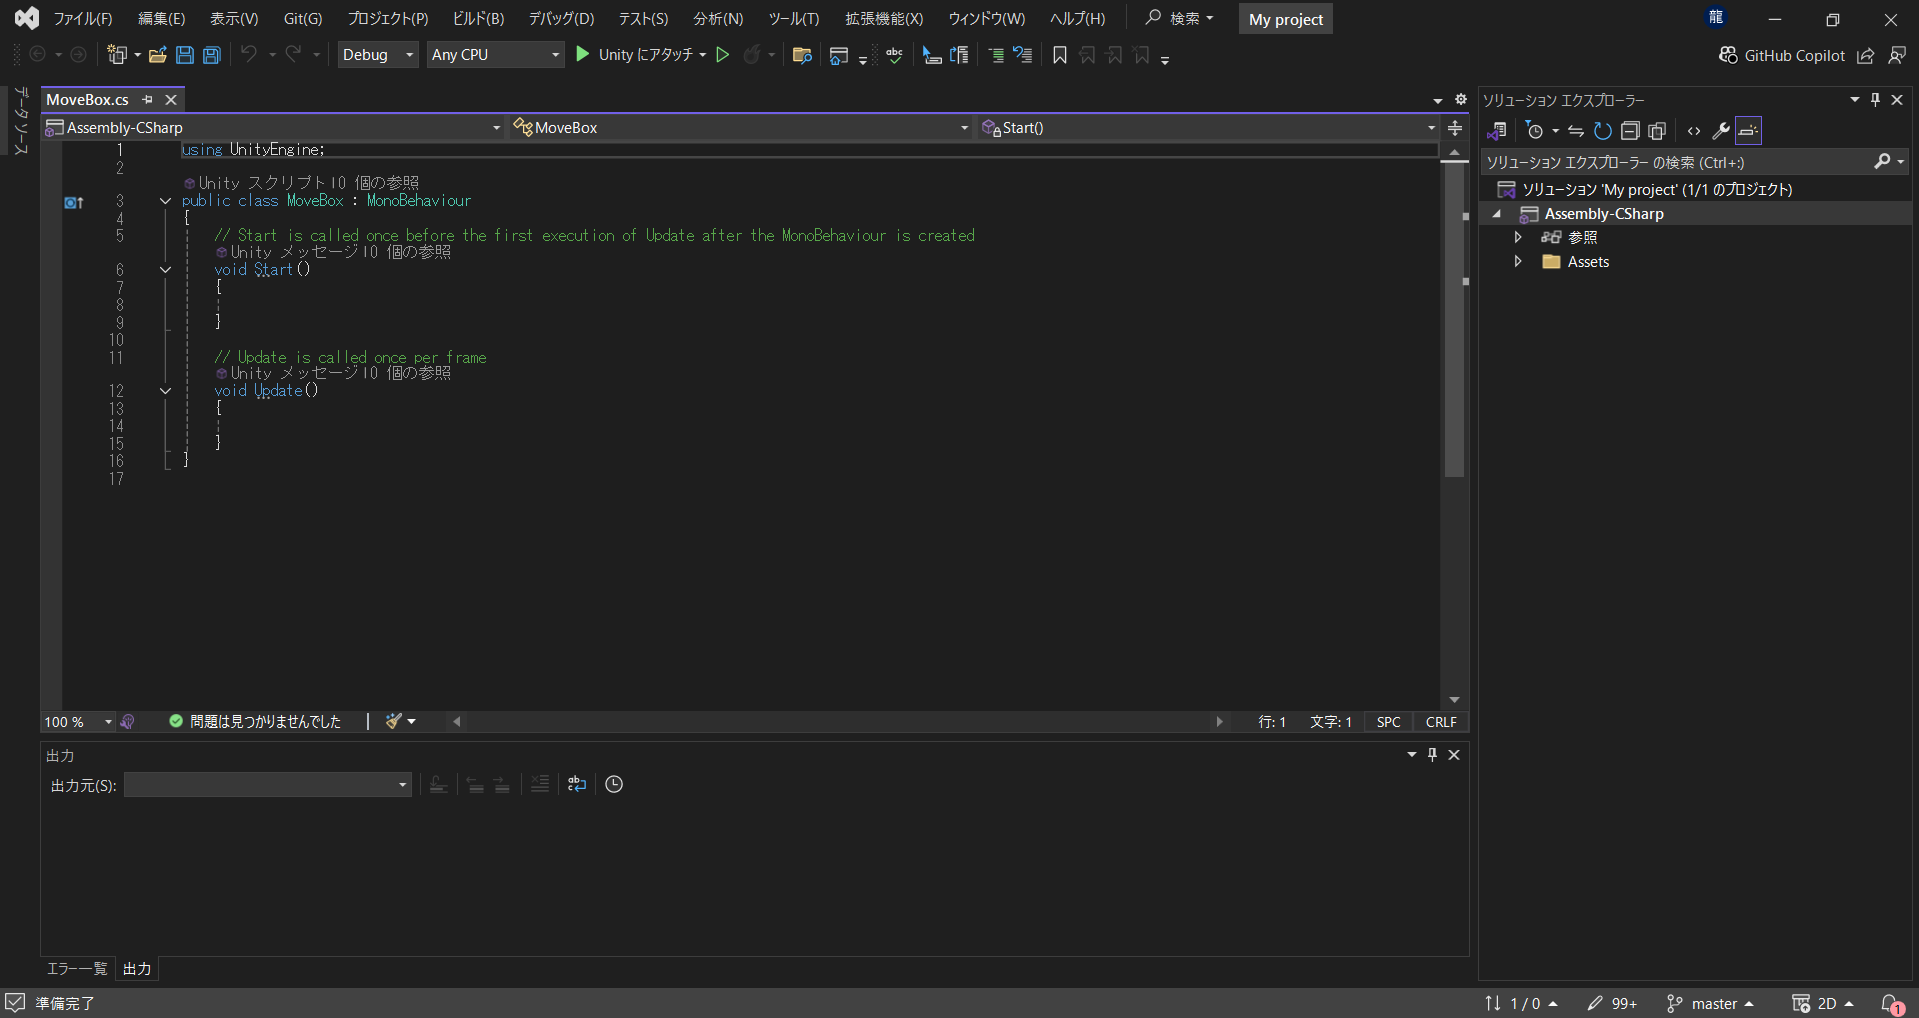 ファイル(F) 編集(E) 表示(V) Git(G) プロジェクト(P) ビルド(B) デバッグ(D) テスト(S) 分析(N) ツール(T) 拡張機能(X) ウィンドウ(W) ヘルプ(H) 検索 My project 龍
Debug Any CPU Unity にアタッチ abc GitHub Copilot
データ ソース
MoveBox.cs
Assembly-CSharp MoveBox Start()
1 using UnityEngine;
2
Unity スクリプト|0 個の参照
3 public class MoveBox : MonoBehaviour
4 {
5 // Start is called once before the first execution of Update after the MonoBehaviour is created
Unity メッセージ|0 個の参照
6 void Start()
7 {
8
9 }
10
11 // Update is called once per frame
Unity メッセージ|0 個の参照
12 void Update()
13 {
14
15 }
16 }
17
100 % 問題は見つかりませんでした 行: 1 文字: 1 SPC CRLF
出力
出力元(S):
エラー一覧 出力
ソリューション エクスプローラー
ソリューション エクスプローラー の検索 (Ctrl+;)
ソリューション 'My project' (1/1 のプロジェクト)
Assembly-CSharp
参照
Assets
準備完了 1 / 0 99+ master 2D 1